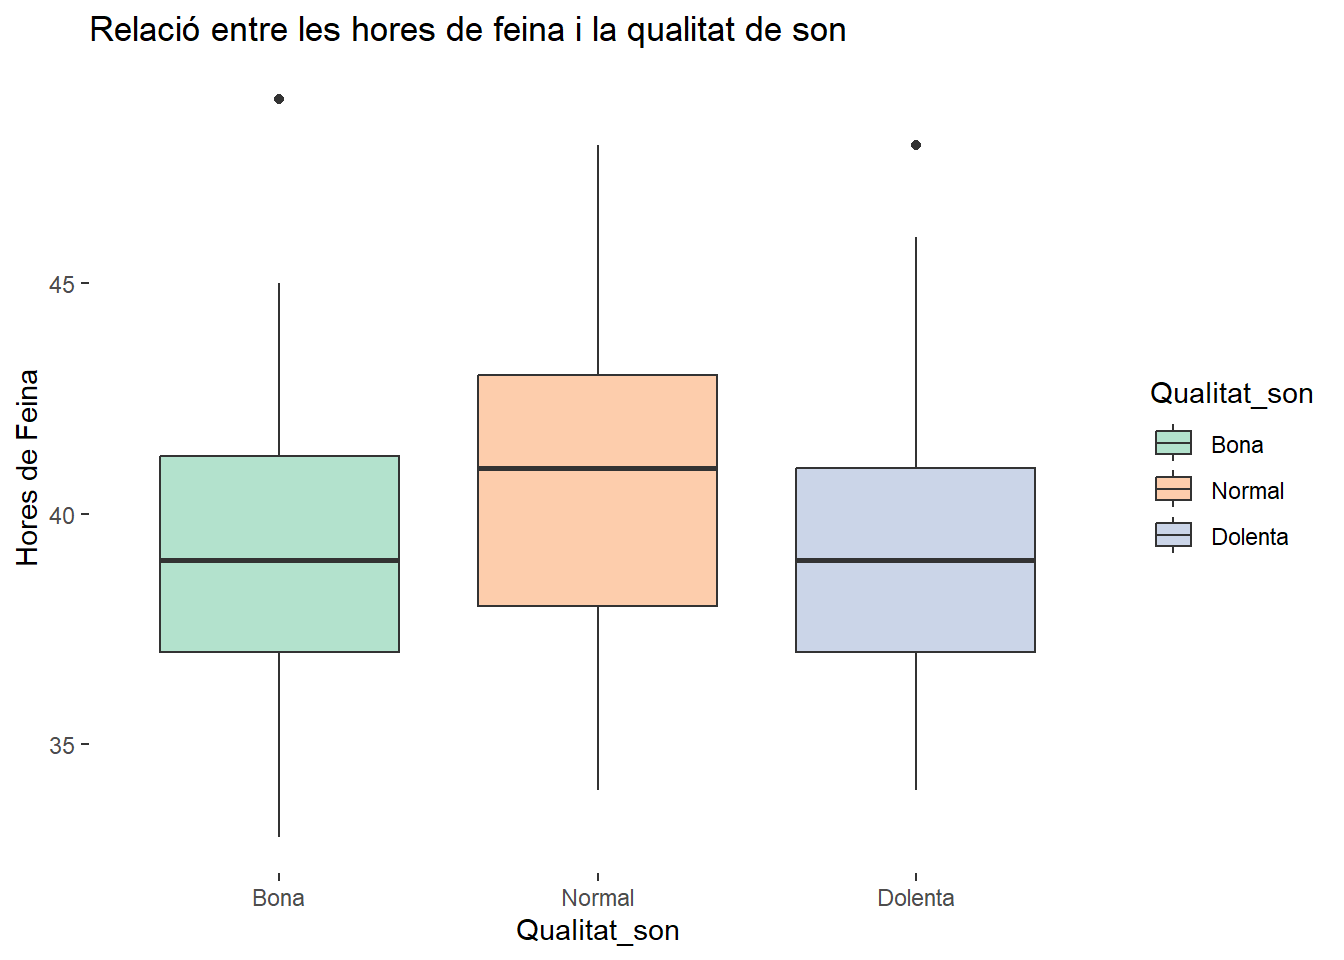 Relació entre les hores de feina i la qualitat de son
Hores de Feina
45
40
35
Bona
Normal
Dolenta
Qualitat_son
Qualitat_son
Bona
Normal
Dolenta